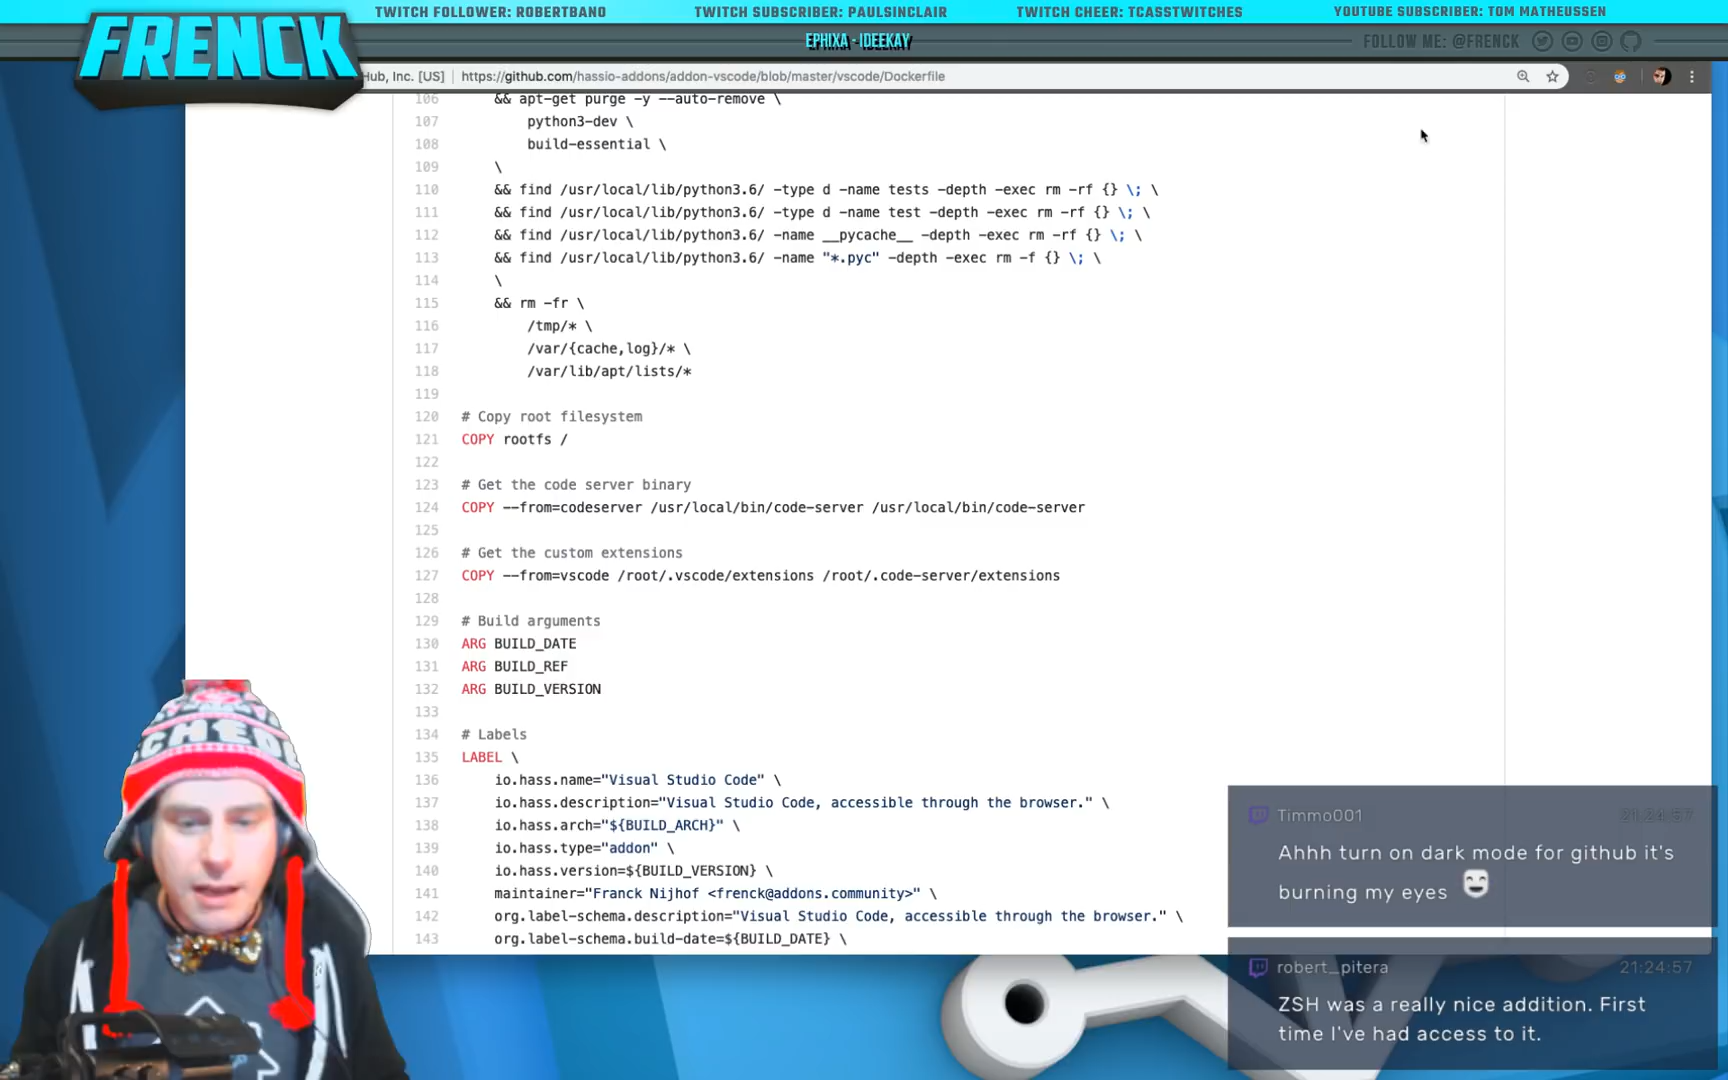 TWITCH FOLLOWER: ROBERTBANO
TWITCH SUBSCRIBER: PAULSINCLAIR
TWITCH CHEER: TCASSTWITCHES
YOUTUBE SUBSCRIBER: TOM MATHEUSSEN
FRENCK
EPHIXA - IDEEKAY
FOLLOW ME: @FRENCK
Hub, Inc. [US]
https://github.com/hassio-addons/addon-vscode/blob/master/vscode/Dockerfile
106 && apt-get purge -y --auto-remove \
107 python3-dev \
108 build-essential \
109 \
110 && find /usr/local/lib/python3.6/ -type d -name tests -depth -exec rm -rf {} \; \
111 && find /usr/local/lib/python3.6/ -type d -name test -depth -exec rm -rf {} \; \
112 && find /usr/local/lib/python3.6/ -name __pycache__ -depth -exec rm -rf {} \; \
113 && find /usr/local/lib/python3.6/ -name "*.pyc" -depth -exec rm -f {} \; \
114 \
115 && rm -fr \
116 /tmp/* \
117 /var/{cache,log}/* \
118 /var/lib/apt/lists/*
119
120 # Copy root filesystem
121 COPY rootfs /
122
123 # Get the code server binary
124 COPY --from=codeserver /usr/local/bin/code-server /usr/local/bin/code-server
125
126 # Get the custom extensions
127 COPY --from=vscode /root/.vscode/extensions /root/.code-server/extensions
128
129 # Build arguments
130 ARG BUILD_DATE
131 ARG BUILD_REF
132 ARG BUILD_VERSION
133
134 # Labels
135 LABEL \
136 io.hass.name="Visual Studio Code" \
137 io.hass.description="Visual Studio Code, accessible through the browser." \
138 io.hass.arch="${BUILD_ARCH}" \
139 io.hass.type="addon" \
140 io.hass.version=${BUILD_VERSION} \
141 maintainer="Franck Nijhof <frenck@addons.community>" \
142 org.label-schema.description="Visual Studio Code, accessible through the browser." \
143 org.label-schema.build-date=${BUILD_DATE} \
Timmo001 21:24:57
Ahhh turn on dark mode for github it's
burning my eyes
robert_pitera 21:24:57
ZSH was a really nice addition. First
time I've had access to it.